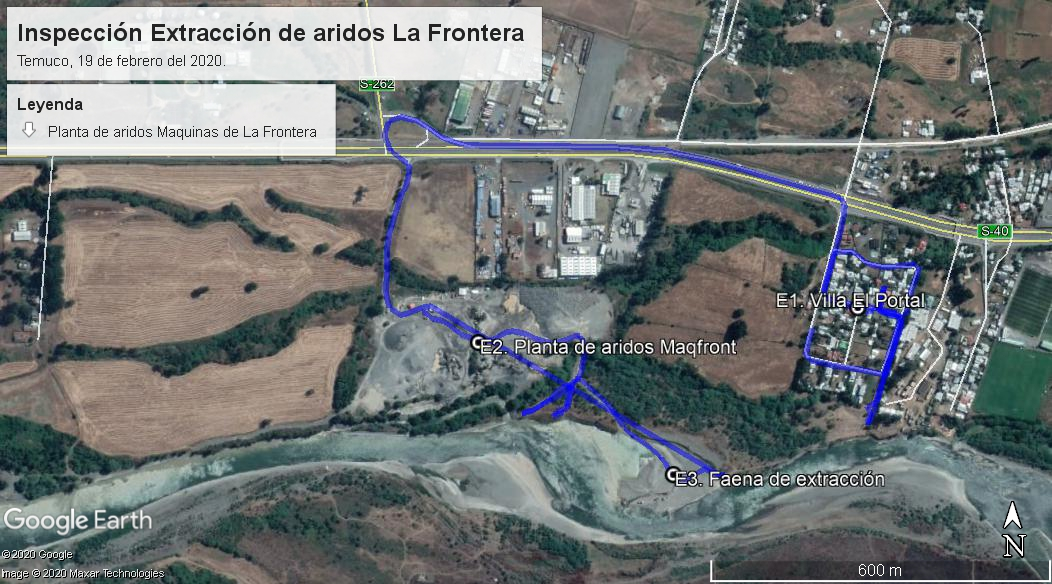 Inspección Extracción de aridos La Frontera
Temuco, 19 de febrero del 2020.
S-262
Leyenda
Planta de aridos Maquinas de La Frontera
S-40
E1. Villa El Portal
E2. Planta de aridos Maqfront
E3. Faena de extracción
Google Earth
©2020 Google
Image © 2020 Maxar Technologies
N
600 m